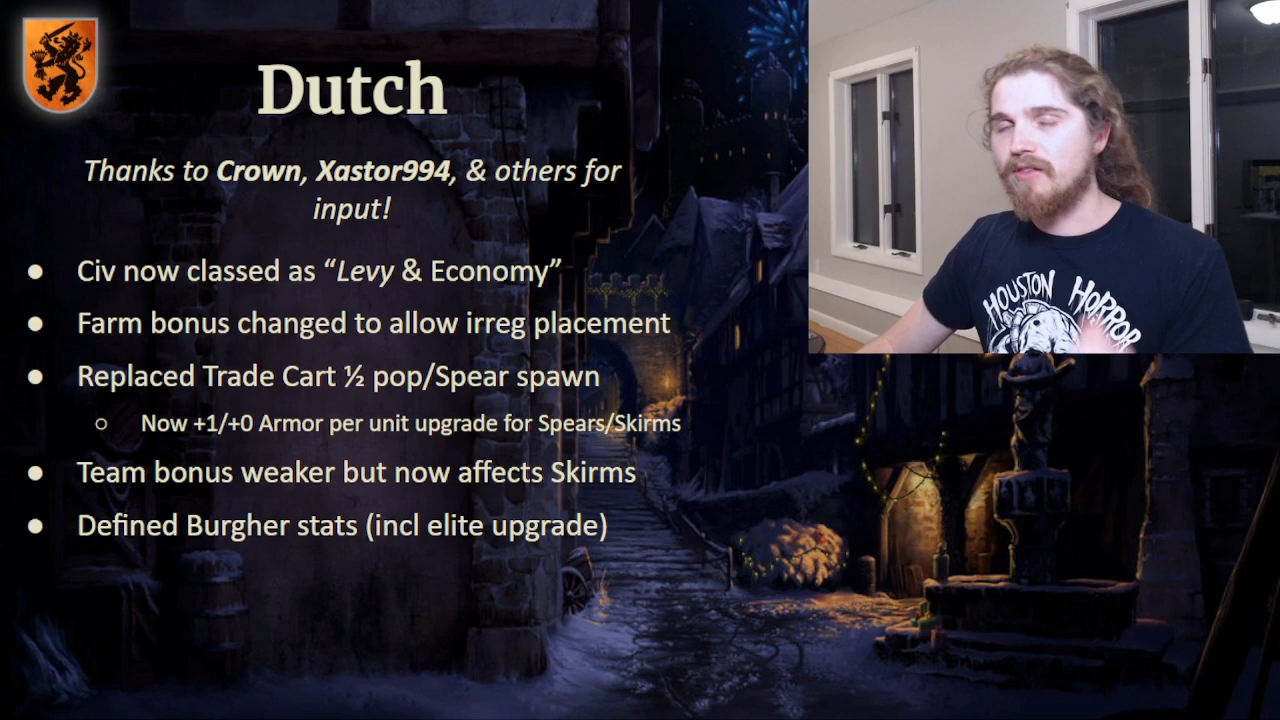 Dutch
Thanks to Crown, Xastor994, & others for
input!
● Civ now classed as “Levy & Economy”
● Farm bonus changed to allow irreg placement
● Replaced Trade Cart ½ pop/Spear spawn
○ Now +1/+0 Armor per unit upgrade for Spears/Skirms
● Team bonus weaker but now affects Skirms
● Defined Burgher stats (incl elite upgrade)
HOUSTON HORROR